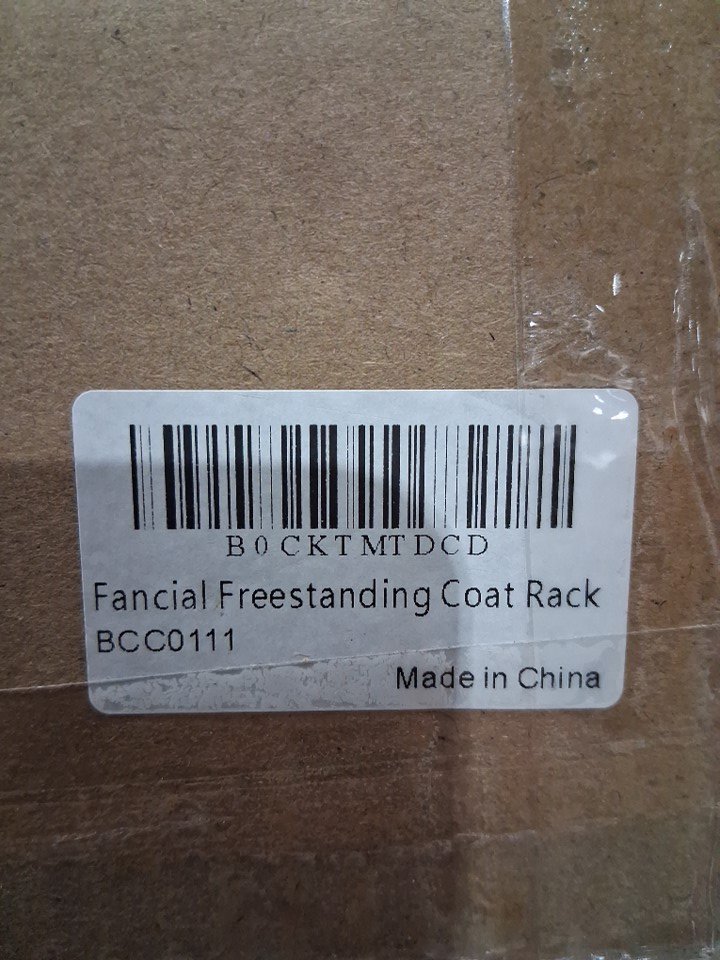 B0CKTMTDCD
Fancial Freestanding Coat Rack
BCC0111
Made in China